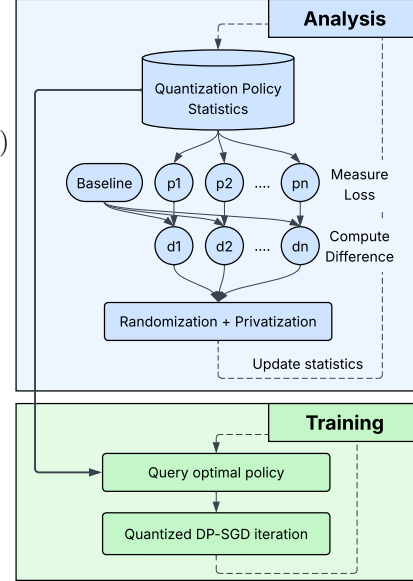 Analysis
Quantization Policy
Statistics
)
Baseline p1 p2 .... pn Measure
Loss
d1 d2 .... dn Compute
Difference
Randomization + Privatization
Update statistics
Training
Query optimal policy
Quantized DP-SGD iteration